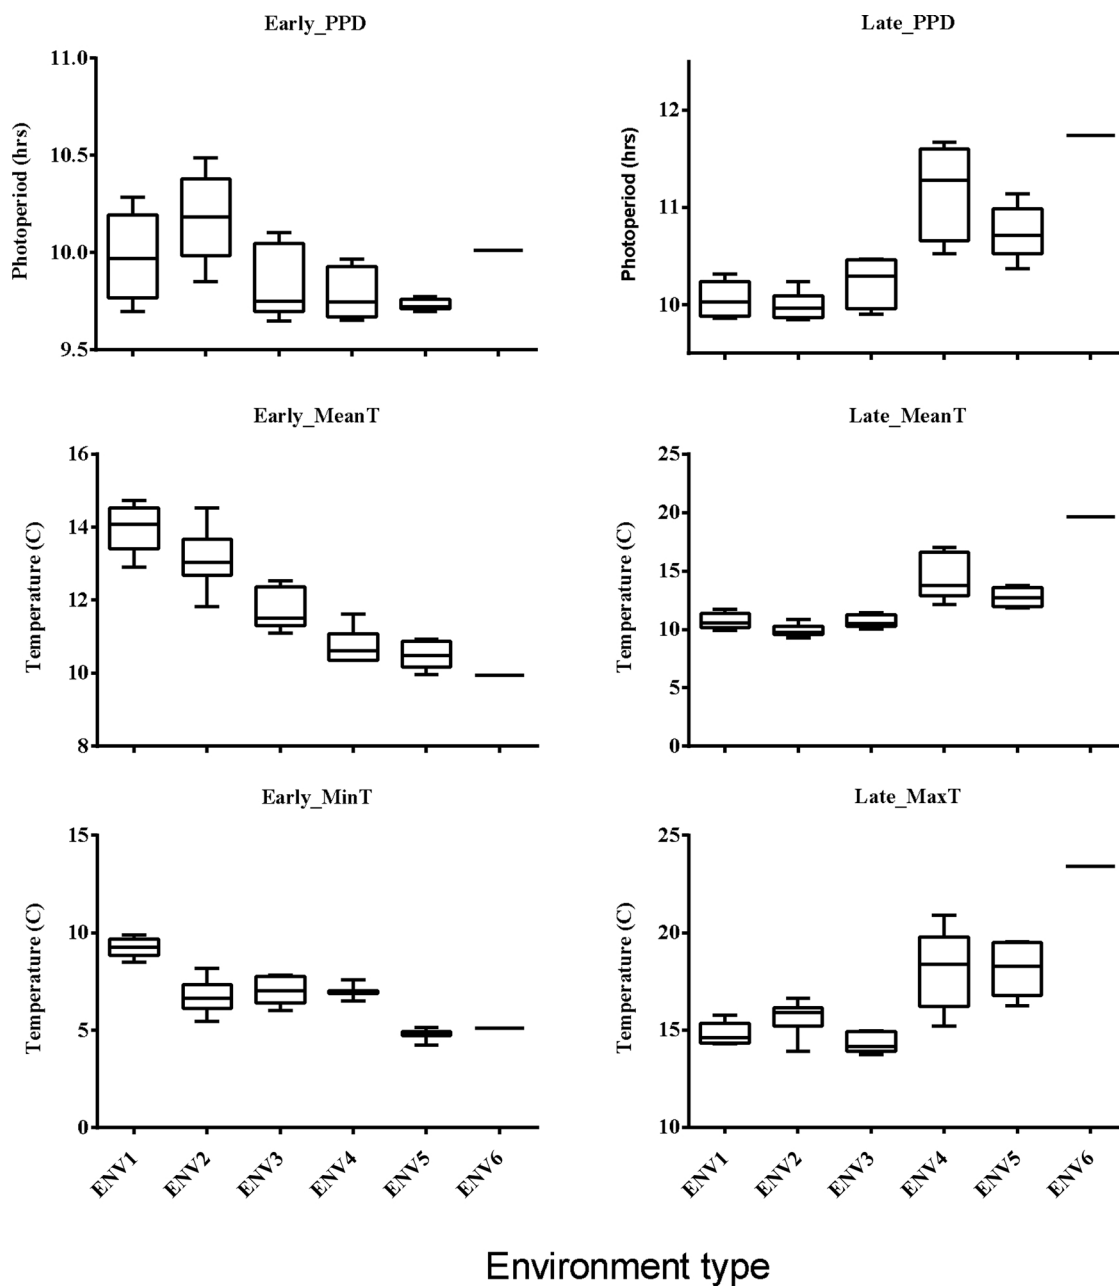 Early_PPD
Photoperiod (hrs)
11.0
10.5
10.0
9.5
Late_PPD
Photoperiod (hrs)
12
11
10
Early_MeanT
Temperature (C)
16
14
12
10
8
Late_MeanT
Temperature (C)
25
20
15
10
5
0
Early_MinT
Temperature (C)
15
10
5
0
ENV1
ENV2
ENV3
ENV4
ENV5
ENV6
Late_MaxT
Temperature (C)
25
20
15
10
ENV1
ENV2
ENV3
ENV4
ENV5
ENV6
Environment type